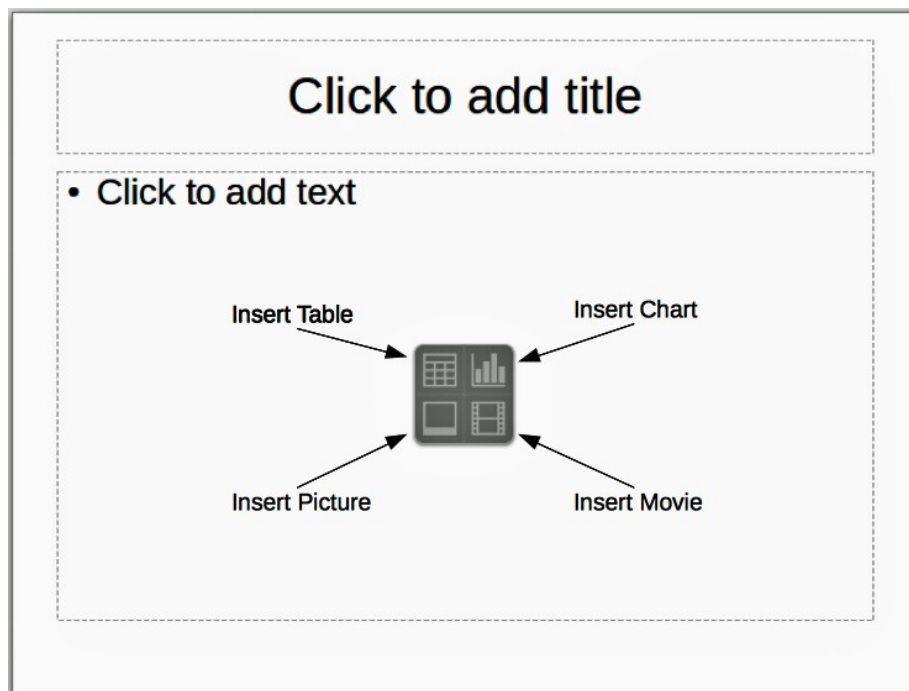 Click to add title
• Click to add text
Insert Table
Insert Chart
Insert Picture
Insert Movie